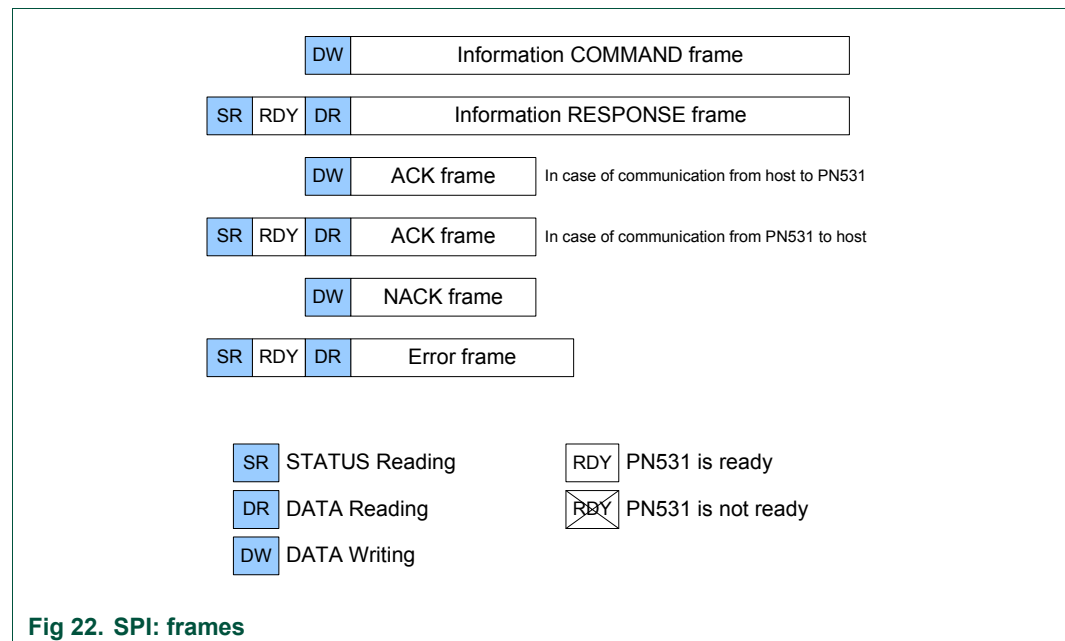 DW Information COMMAND frame
SR RDY DR Information RESPONSE frame
DW ACK frame In case of communication from host to PN531
SR RDY DR ACK frame In case of communication from PN531 to host
DW NACK frame
SR RDY DR Error frame
SR STATUS Reading RDY PN531 is ready
DR DATA Reading RDY PN531 is not ready
DW DATA Writing
Fig 22. SPI: frames